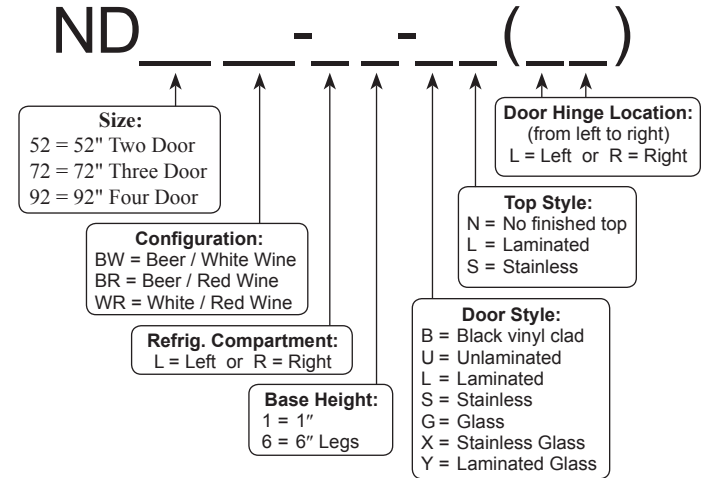 ND__ __-_ _-_ _(_ _)
Size:
52 = 52" Two Door
72 = 72" Three Door
92 = 92" Four Door
Configuration:
BW = Beer / White Wine
BR = Beer / Red Wine
WR = White / Red Wine
Refrig. Compartment:
L = Left or R = Right
Base Height:
1 = 1″
6 = 6″ Legs
Door Style:
B = Black vinyl clad
U = Unlaminated
L = Laminated
S = Stainless
G = Glass
X = Stainless Glass
Y = Laminated Glass
Top Style:
N = No finished top
L = Laminated
S = Stainless
Door Hinge Location:
(from left to right)
L = Left or R = Right